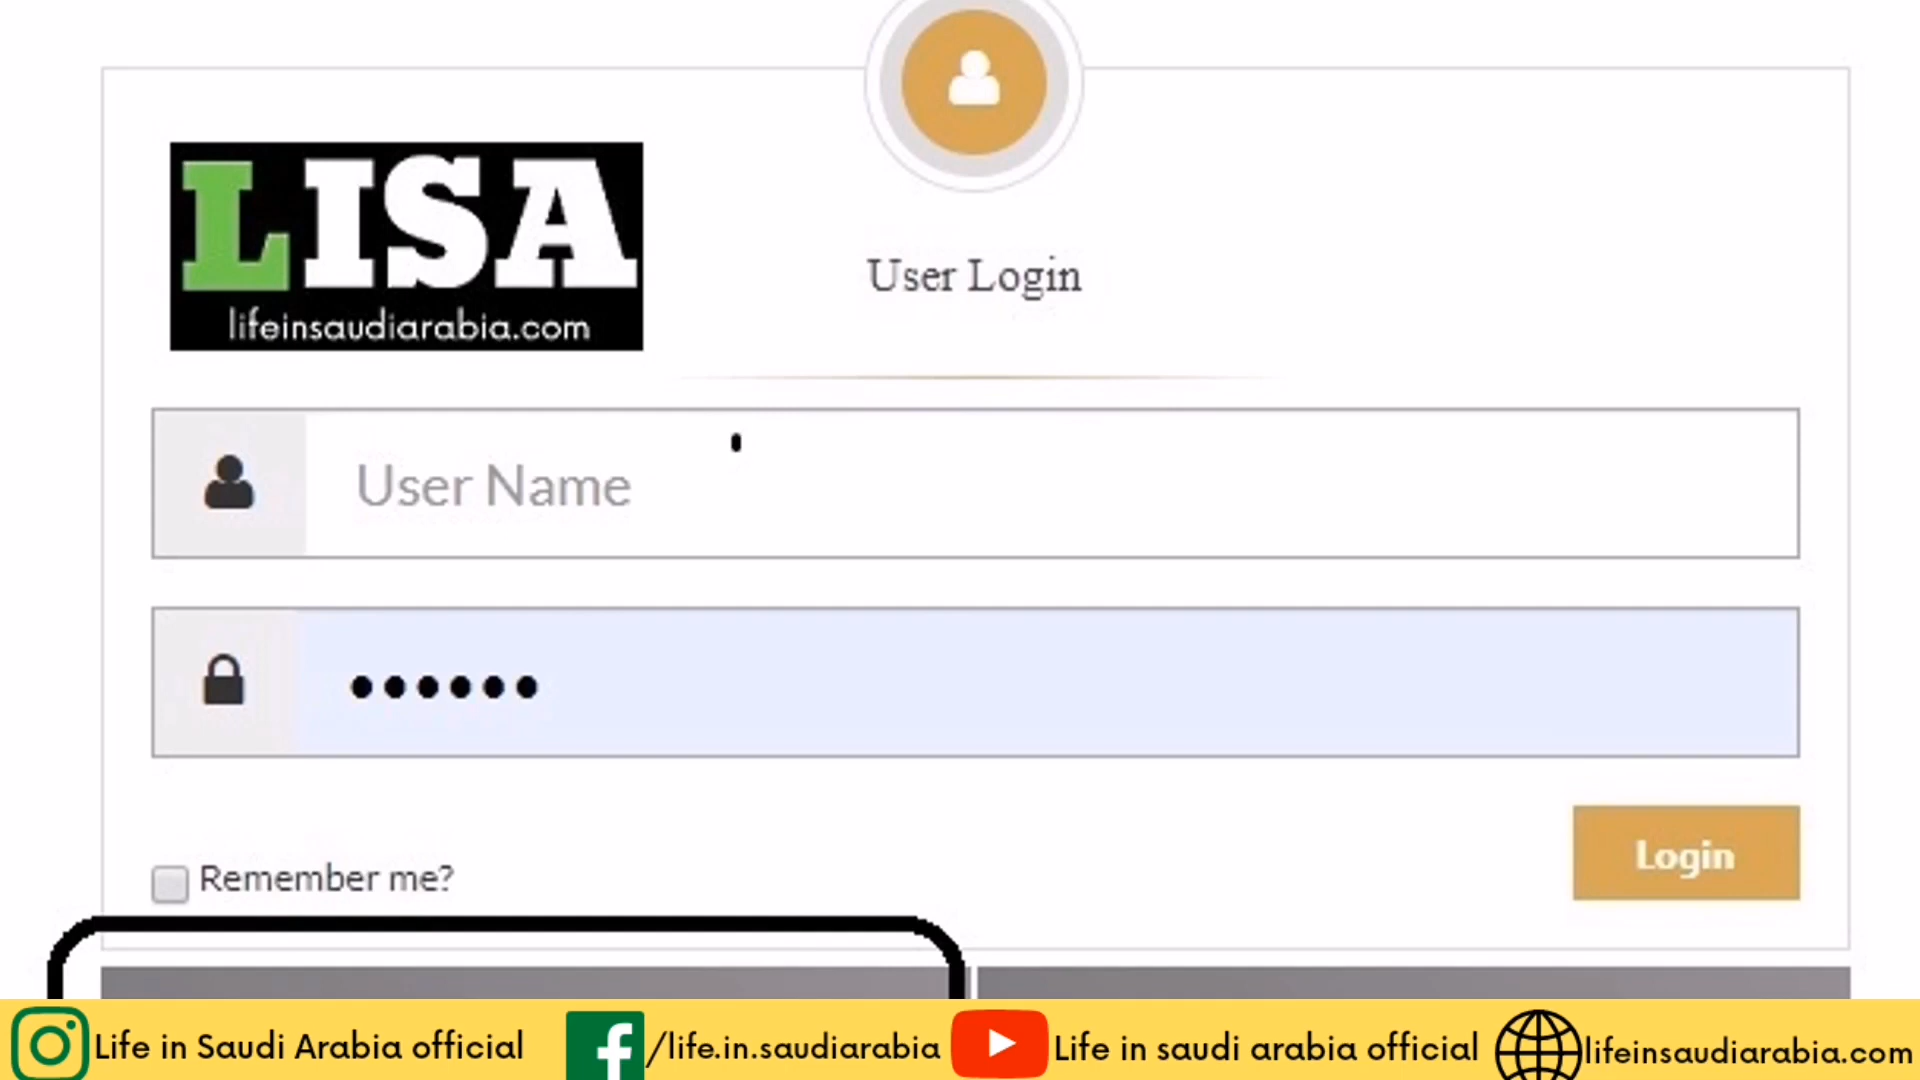 LISA
lifeinsaudiarabia.com
User Login
User Name
••••••
Remember me?
Login
Life in Saudi Arabia official
/life.in.saudiarabia
Life in saudi arabia official
lifeinsaudiarabia.com